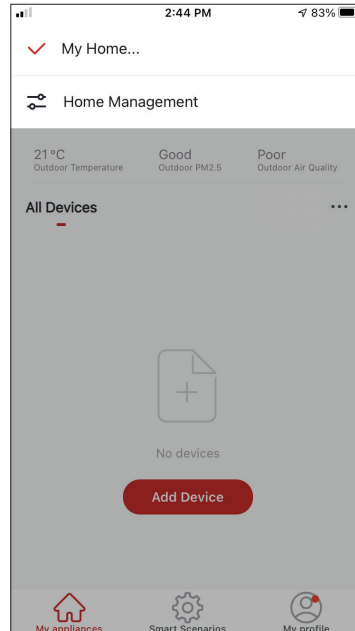 2:44 PM 83%
My Home...
Home Management
21°C Good Poor
Outdoor Temperature Outdoor PM2.5 Outdoor Air Quality
All Devices
No devices
Add Device
My appliances Smart Scenarios My profile